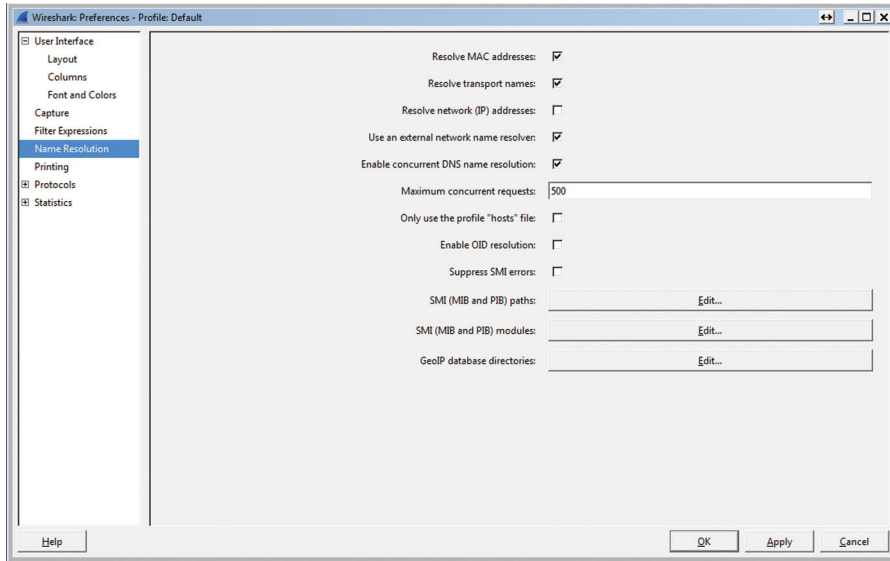 Wireshark: Preferences - Profile: Default
User Interface
Layout
Columns
Font and Colors
Capture
Filter Expressions
Name Resolution
Printing
Protocols
Statistics
Resolve MAC addresses:
Resolve transport names:
Resolve network (IP) addresses:
Use an external network name resolver:
Enable concurrent DNS name resolution:
Maximum concurrent requests: 500
Only use the profile "hosts" file:
Enable OID resolution:
Suppress SMI errors:
SMI (MIB and PIB) paths: Edit...
SMI (MIB and PIB) modules: Edit...
GeoIP database directories: Edit...
Help OK Apply Cancel